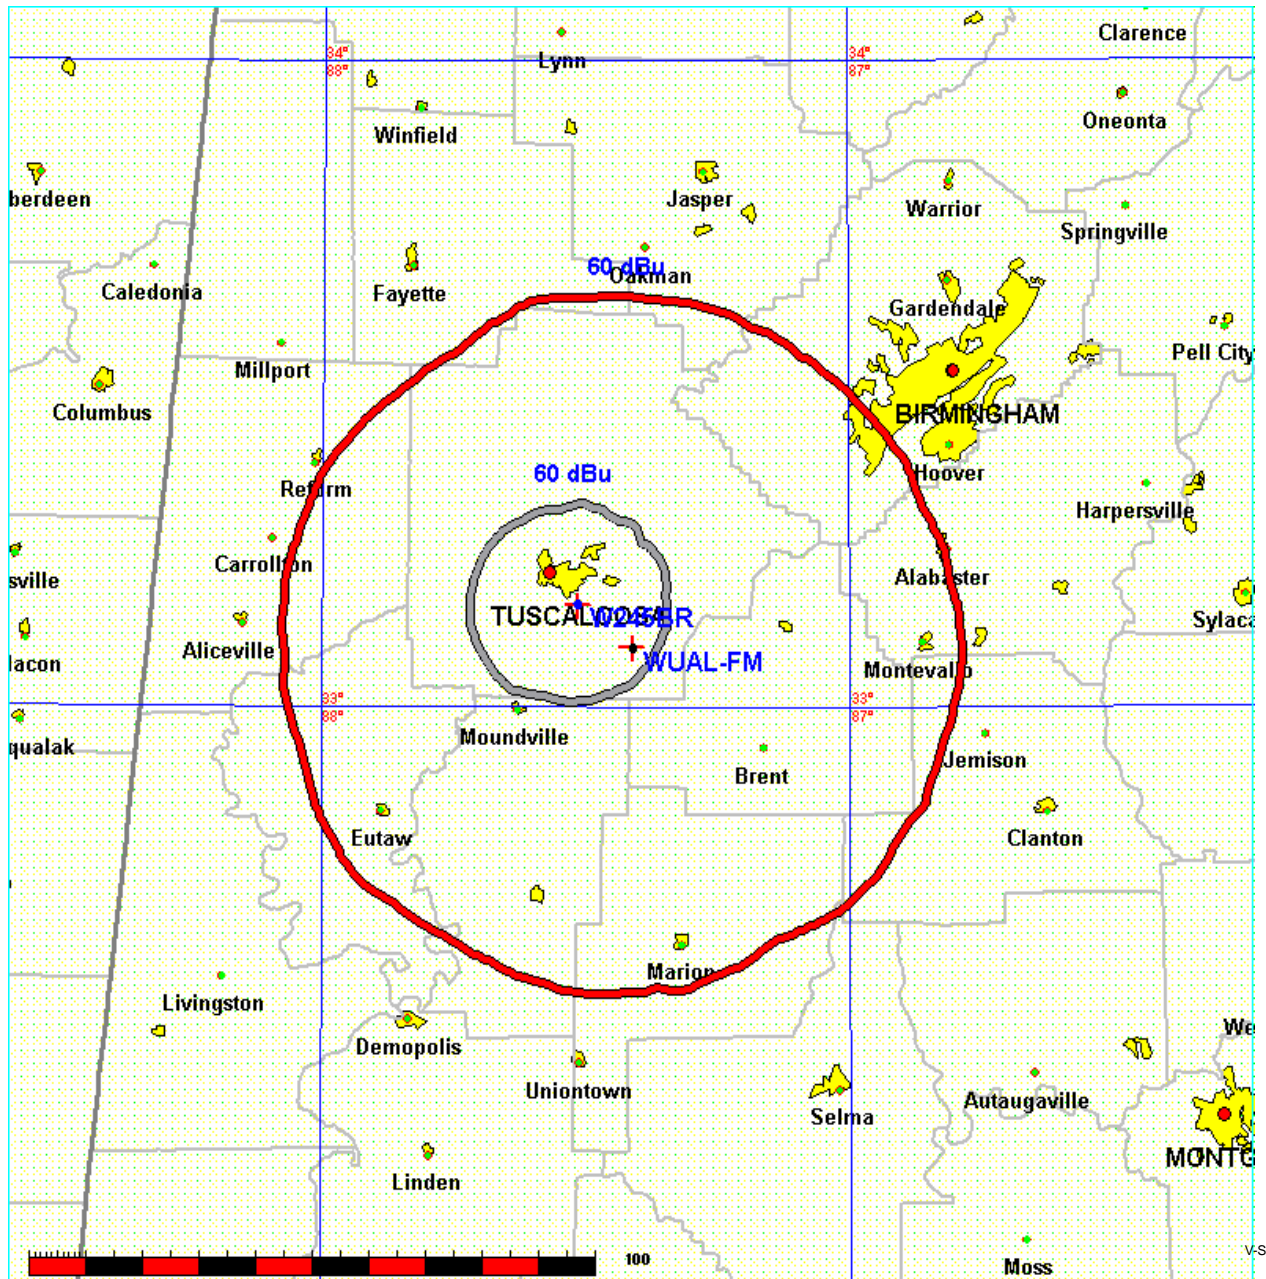 Clarence
Lynn
34°
88°
34°
87°
Winfield
Oneonta
berdeen
Jasper
Warrior
Springville
60 dBu
Oakman
Caledonia
Fayette
Gardendale
Millport
Pell City
Columbus
BIRMINGHAM
60 dBu
Hoover
Reform
Harpersville
Carrollton
Alabaster
sville
TUSCALOOSA
W245BR
Sylaca
Aliceville
WUAL-FM
Montevallo
lacon
33°
88°
33°
87°
Moundville
qualak
Brent
Jemison
Eutaw
Clanton
Marion
Livingston
We
Demopolis
Uniontown
Autaugaville
Selma
MONTG
Linden
100
V-S
Moss